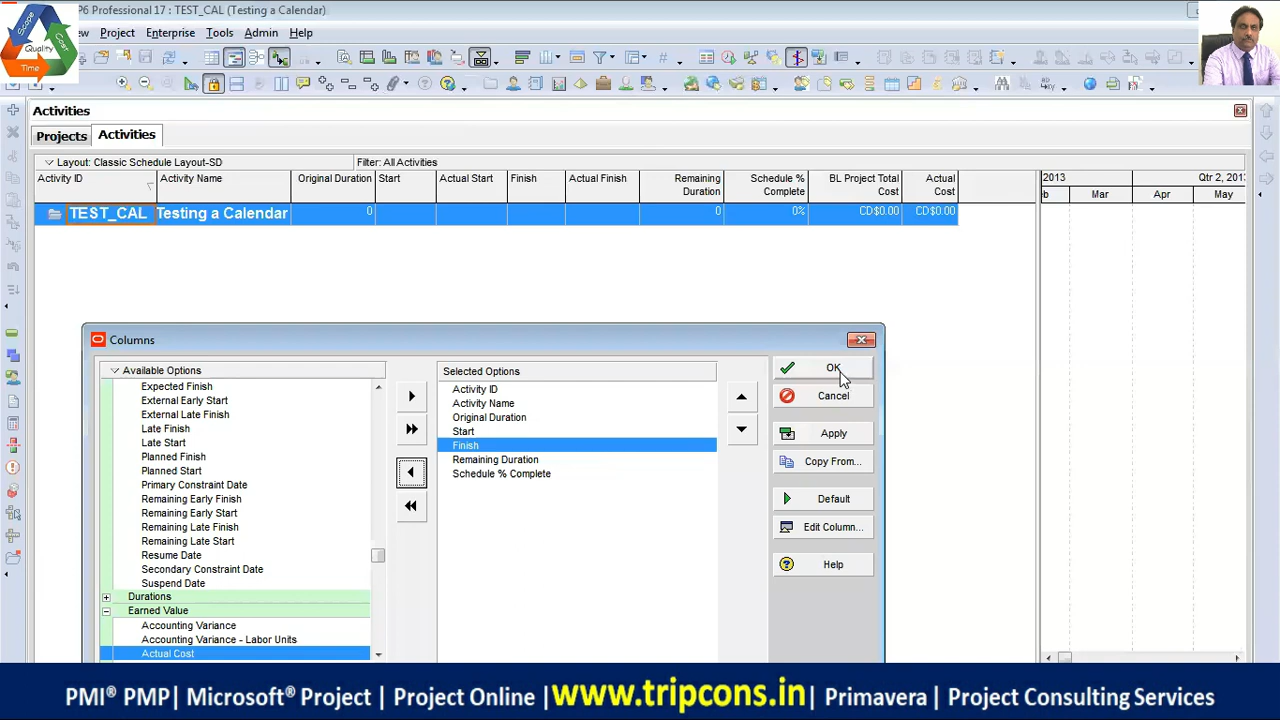 Scope
Quality
Cost
Time
P6 Professional 17 : TEST_CAL (Testing a Calendar)
Project Enterprise Tools Admin Help
Activities
Projects Activities
Layout: Classic Schedule Layout-SD Filter: All Activities
Activity ID Activity Name Original Duration Start Actual Start Finish Actual Finish Remaining Duration Schedule % Complete BL Project Total Cost Actual Cost
2013 Qtr 2, 201
b Mar Apr May
TEST_CAL Testing a Calendar 0 0 0% CD$0.00 CD$0.00
Columns
Available Options
Expected Finish
External Early Start
External Late Finish
Late Finish
Late Start
Planned Finish
Planned Start
Primary Constraint Date
Remaining Early Finish
Remaining Early Start
Remaining Late Finish
Remaining Late Start
Resume Date
Secondary Constraint Date
Suspend Date
Durations
Earned Value
Accounting Variance
Accounting Variance - Labor Units
Actual Cost
Selected Options
Activity ID
Activity Name
Original Duration
Start
Finish
Remaining Duration
Schedule % Complete
OK
Cancel
Apply
Copy From...
Default
Edit Column...
Help
PMI® PMP| Microsoft® Project | Project Online |www.tripcons.in| Primavera | Project Consulting Services